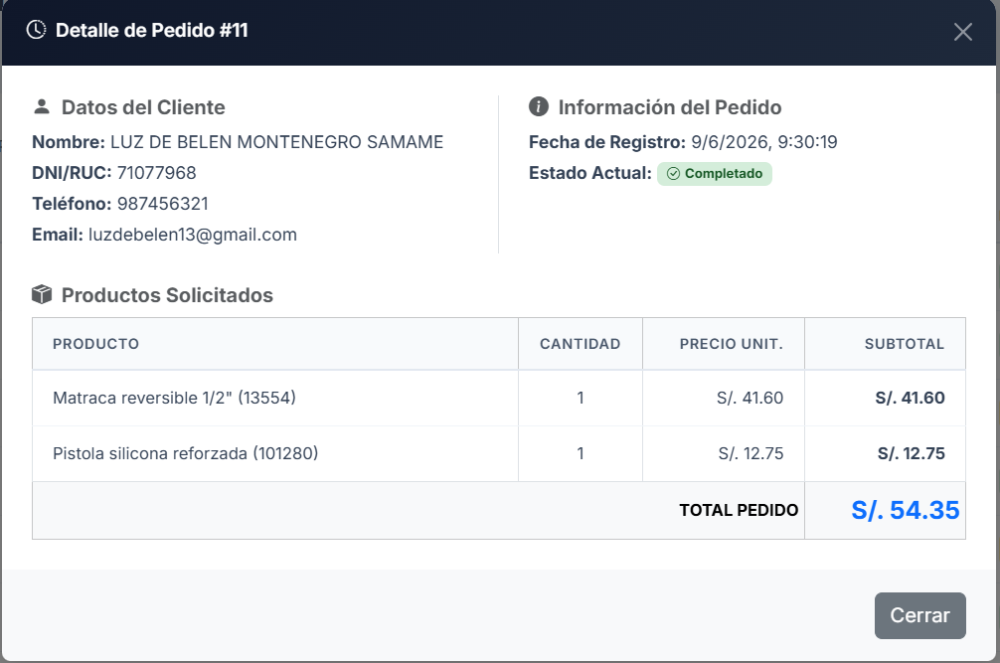 Detalle de Pedido #11
Datos del Cliente
Nombre: LUZ DE BELEN MONTENEGRO SAMAME
DNI/RUC: 71077968
Teléfono: 987456321
Email: luzdebelen13@gmail.com
Información del Pedido
Fecha de Registro: 9/6/2026, 9:30:19
Estado Actual: Completado
Productos Solicitados
PRODUCTO CANTIDAD PRECIO UNIT. SUBTOTAL
Matraca reversible 1/2" (13554) 1 S/. 41.60 S/. 41.60
Pistola silicona reforzada (101280) 1 S/. 12.75 S/. 12.75
TOTAL PEDIDO S/. 54.35
Cerrar